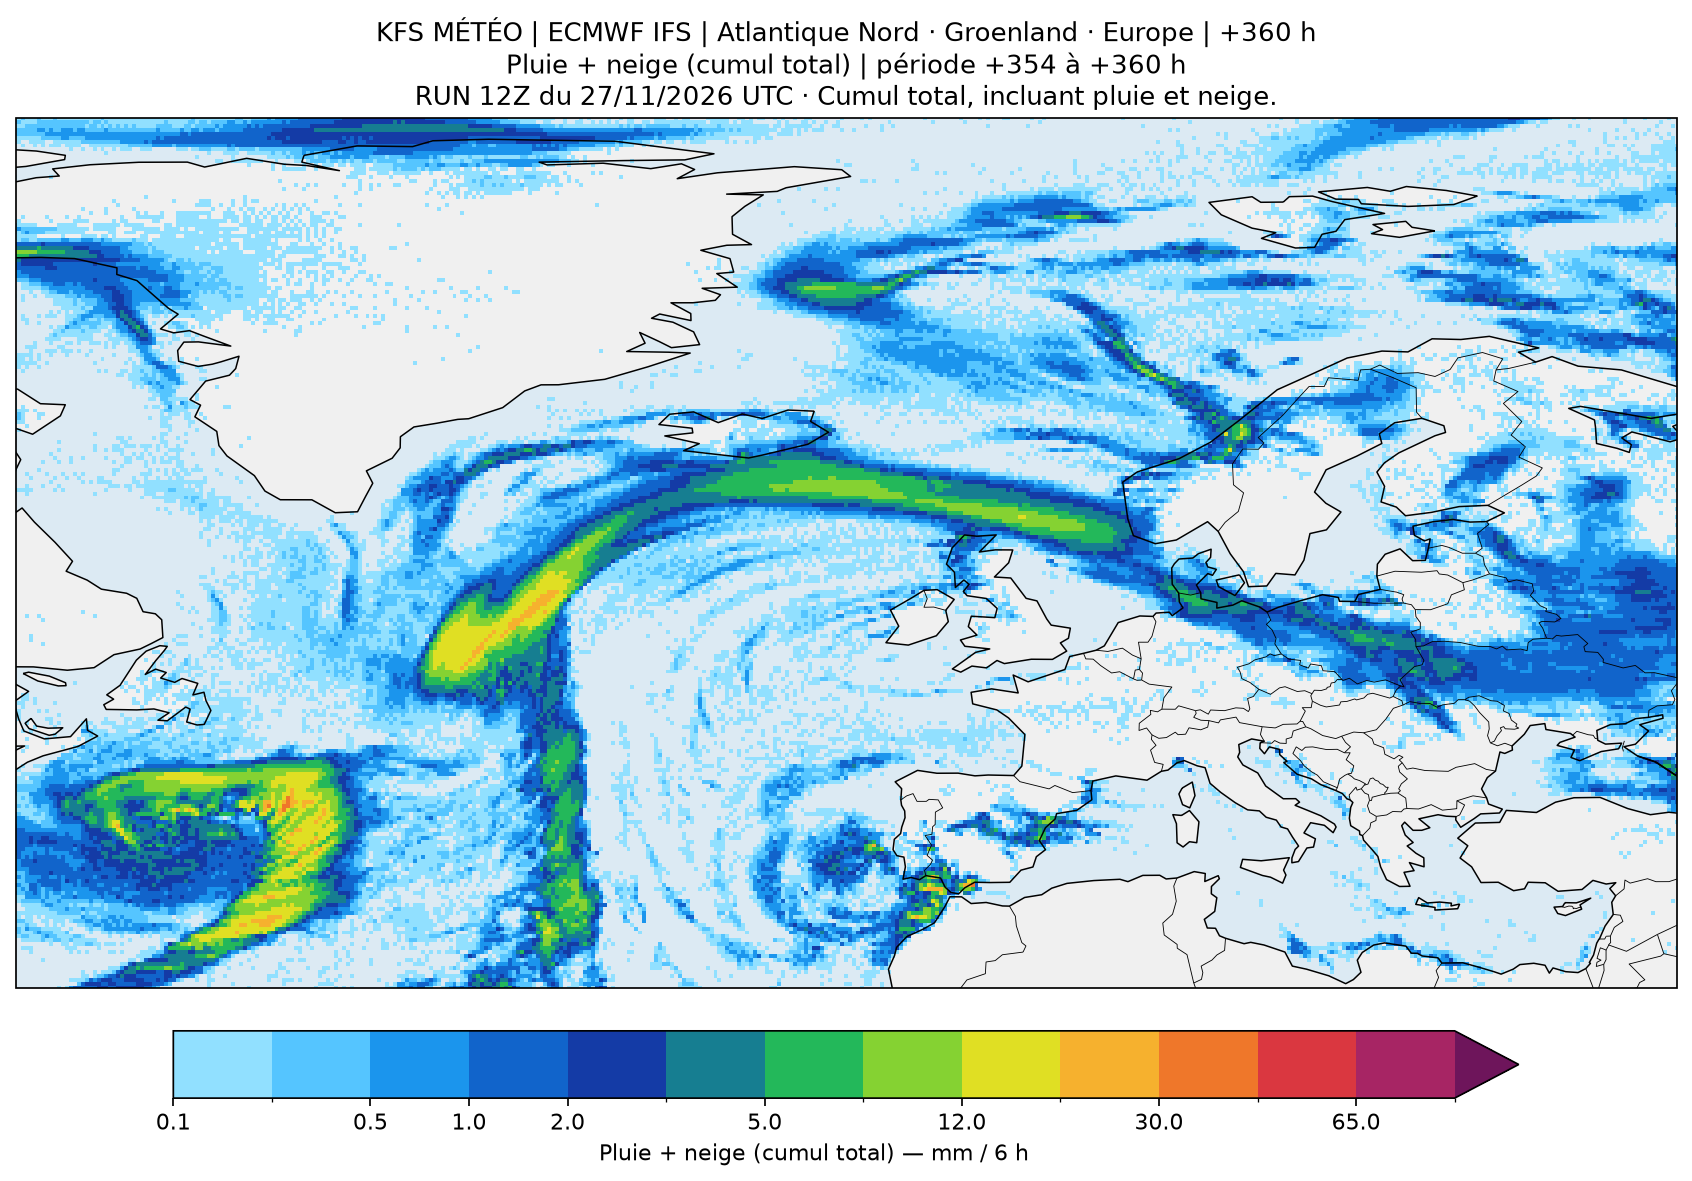 KFS MÉTÉO | ECMWF IFS | Atlantique Nord · Groenland · Europe | +360 h
Pluie + neige (cumul total) | période +354 à +360 h
RUN 12Z du 27/11/2026 UTC · Cumul total, incluant pluie et neige.
0.1 0.5 1.0 2.0 5.0 12.0 30.0 65.0
Pluie + neige (cumul total) — mm / 6 h